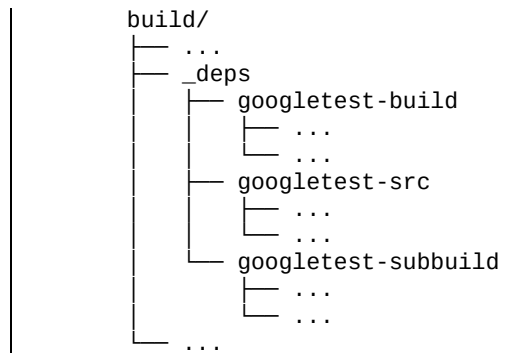 build/
├── ...
├── _deps
│   ├── googletest-build
│   │   ├── ...
│   │   └── ...
│   ├── googletest-src
│   │   ├── ...
│   │   └── ...
│   └── googletest-subbuild
│       ├── ...
│       └── ...
└── ...